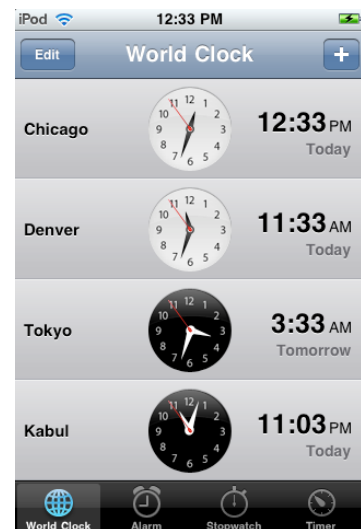 iPod 12:33 PM
Edit World Clock +
Chicago 12:33 PM
Today
Denver 11:33 AM
Today
Tokyo 3:33 AM
Tomorrow
Kabul 11:03 PM
Today
World Clock Alarm Stopwatch Timer